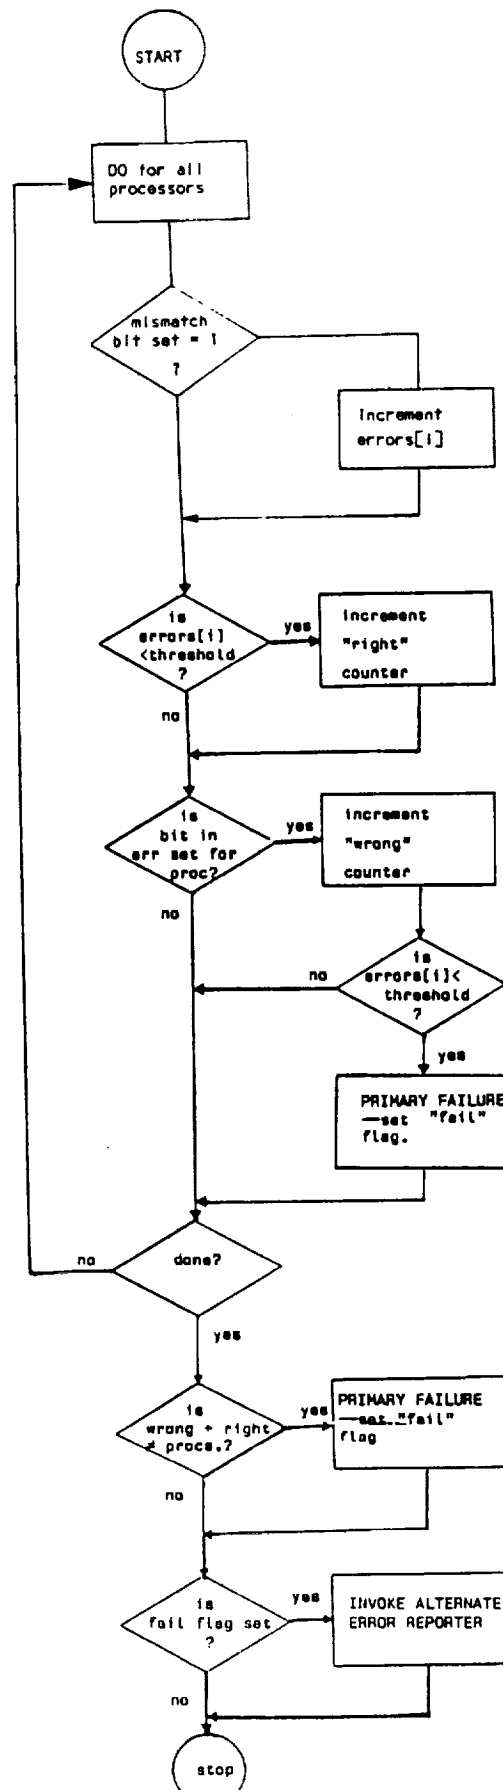 START
DO for all
processors
mismatch
bit set = 1
?
increment
errors[i]
is
errors[i]
<threshold
?
yes
increment
"right"
counter
no
is
bit in
err set for
proc?
yes
increment
"wrong"
counter
no
is
errors[i]<
threshold
?
no
yes
PRIMARY FAILURE
—set "fail"
flag.
done?
no
yes
is
wrong + right
≠ procs.?
yes
PRIMARY FAILURE
—set "fail"
flag
no
is
fail flag set
?
yes
INVOKE ALTERNATE
ERROR REPORTER
no
stop